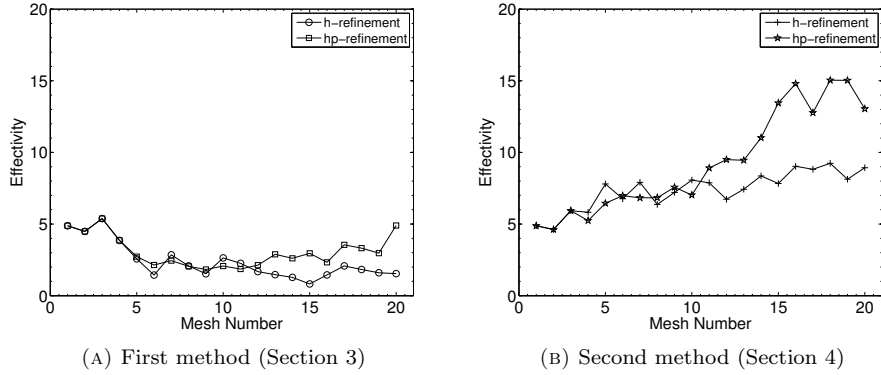 20
15
10
5
0
Effectivity
0
5
10
15
20
Mesh Number
h−refinement
hp−refinement
(A) First method (Section 3)
20
15
10
5
0
Effectivity
0
5
10
15
20
Mesh Number
h−refinement
hp−refinement
(B) Second method (Section 4)